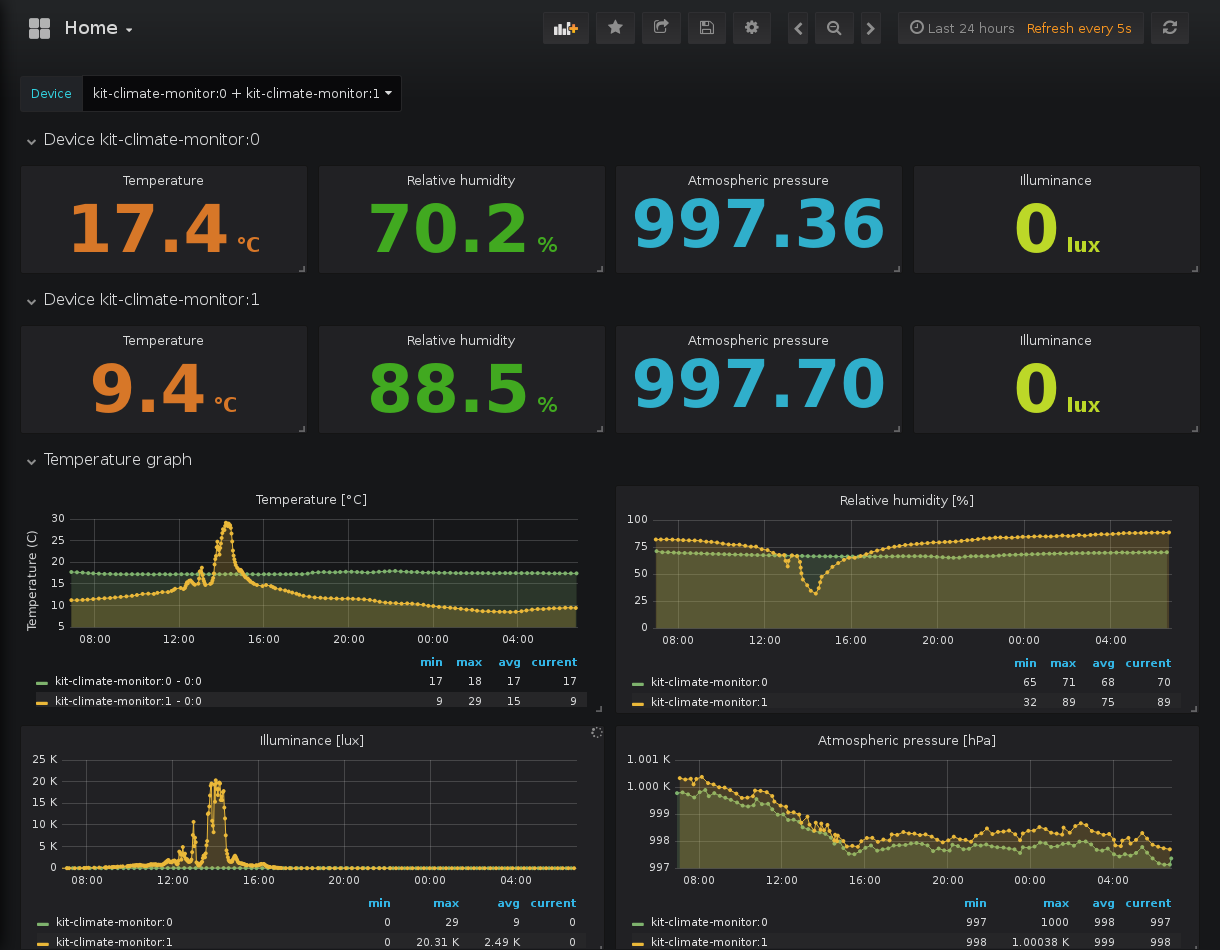 Home
Last 24 hours Refresh every 5s
Device kit-climate-monitor:0 + kit-climate-monitor:1
Device kit-climate-monitor:0
Temperature Relative humidity Atmospheric pressure Illuminance
17.4 °C 70.2 % 997.36 0 lux
Device kit-climate-monitor:1
Temperature Relative humidity Atmospheric pressure Illuminance
9.4 °C 88.5 % 997.70 0 lux
Temperature graph
Temperature [°C]
Temperature (C)
30
25
20
15
10
5
08:00 12:00 16:00 20:00 00:00 04:00
min max avg current
kit-climate-monitor:0 - 0:0 17 18 17 17
kit-climate-monitor:1 - 0:0 9 29 15 9
Relative humidity [%]
100
75
50
25
0
08:00 12:00 16:00 20:00 00:00 04:00
min max avg current
kit-climate-monitor:0 65 71 68 70
kit-climate-monitor:1 32 89 75 89
Illuminance [lux]
25 K
20 K
15 K
10 K
5 K
0
08:00 12:00 16:00 20:00 00:00 04:00
min max avg current
kit-climate-monitor:0 0 29 9 0
kit-climate-monitor:1 0 20.31 K 2.49 K 0
Atmospheric pressure [hPa]
1.001 K
1.000 K
999
998
997
08:00 12:00 16:00 20:00 00:00 04:00
min max avg current
kit-climate-monitor:0 997 1000 998 997
kit-climate-monitor:1 998 1.00038 K 999 998